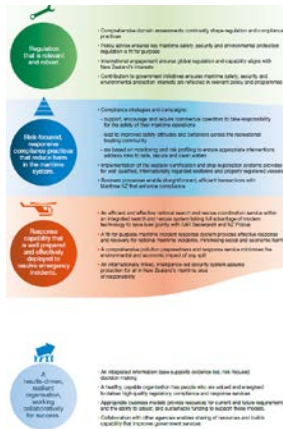 Regulation
that is relevant
and robust
• Comprehensive domain assessments continually shape regulation and compliance
practices
• Policy advice ensures key maritime safety, security and environmental protection
regulation is fit for purpose
• International engagement ensures global regulation and capability aligns with
New Zealand's interests
• Contribution to government initiatives ensures maritime safety, security, and
environmental protection interests are reflected in relevant policy and programmes
Risk-focused,
responsive
compliance practices
that reduce harm
in the maritime
system.
• Compliance strategies and campaigns:
- support, encourage and require commercial operators to take responsibility
for the safety of their maritime operations
- lead to improved safety attitudes and behaviours across the recreational
boating community
- are based on monitoring and risk profiling to ensure appropriate interventions
address risks to safe, secure and clean waters
• Implementation of the seafarer certification and ship registration systems provides
for well qualified, internationally regarded seafarers and properly registered vessels
• Business processes enable straightforward, efficient transactions with
Maritime NZ that enhance compliance
Response
capability that
is well prepared
and effectively
deployed to
resolve emergency
incidents.
• An efficient and effective national search and rescue coordination service within
an integrated search and rescue system taking full advantage of modern
technology to save lives jointly with SAR Secretariat and NZ Police
• A fit for purpose maritime incident response system provides effective response
and recovery for national maritime incidents, minimising social and economic harm
• A comprehensive pollution preparedness and response service minimises the
environmental and economic impact of any spill
• An internationally linked, intelligence-led security system assures
protection for all in New Zealand's maritime area
of responsibility
A
results-driven,
resilient
organisation,
working
collaboratively
for success
• An integrated information base supports evidence-led, risk-focused
decision making
• A healthy, capable organisation has people who are valued and energised
to deliver high quality regulatory, compliance and response services
• Appropriate business models provide resources for current and future requirements
and the ability to adjust, and sustainable funding to support these models.
• Collaboration with other agencies enables sharing of resources and builds
capability that improves government services